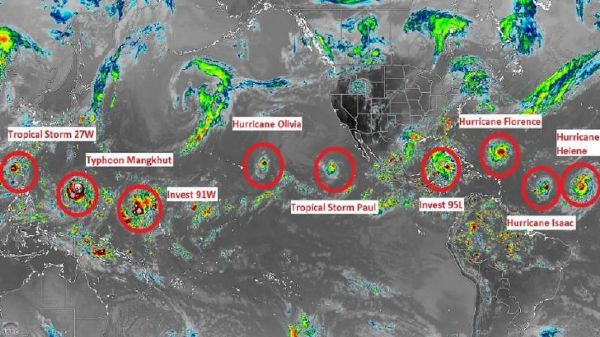 Tropical Storm 27W
Typhoon Mangkhut
Invest 91W
Hurricane Olivia
Tropical Storm Paul
Invest 95L
Hurricane Florence
Hurricane Isaac
Hurricane
Helene